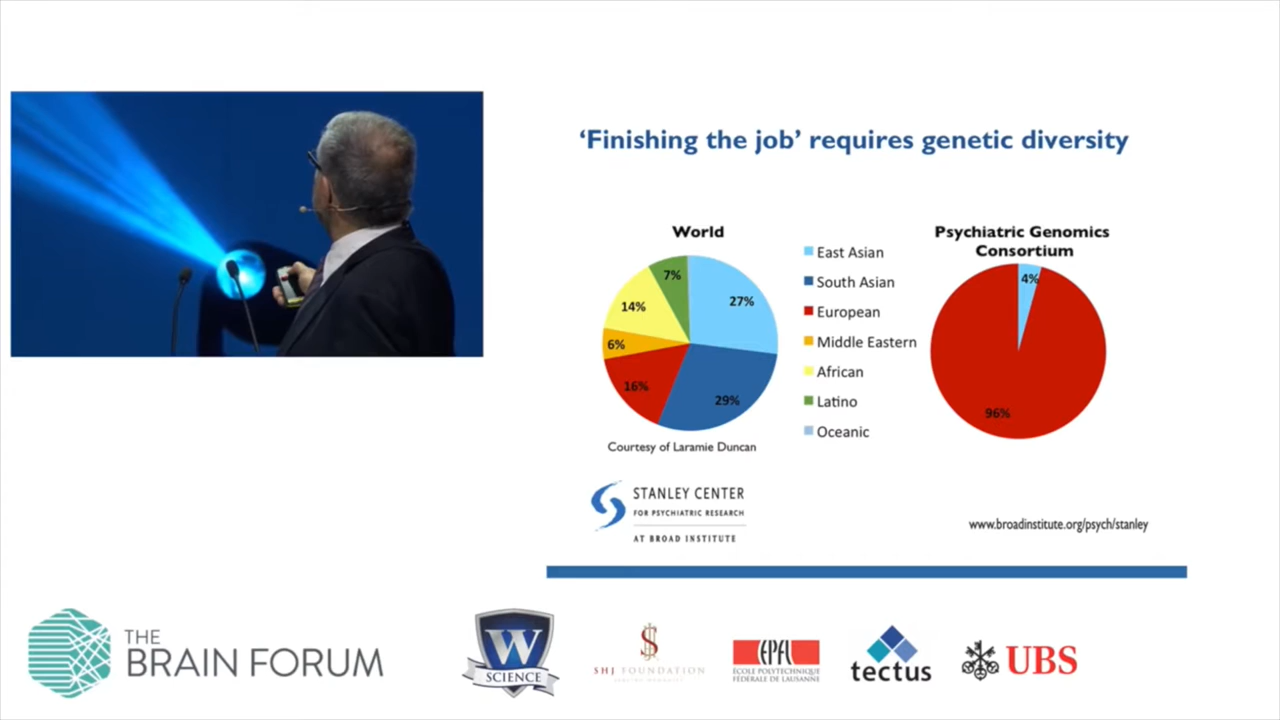 ‘Finishing the job’ requires genetic diversity
World
7%
27%
14%
6%
16%
29%
Courtesy of Laramie Duncan
East Asian
South Asian
European
Middle Eastern
African
Latino
Oceanic
Psychiatric Genomics
Consortium
4%
96%
STANLEY CENTER
FOR PSYCHIATRIC RESEARCH
AT BROAD INSTITUTE
www.broadinstitute.org/psych/stanley
THE
BRAIN FORUM
W
SCIENCE
SHJ FOUNDATION
EPFL
ÉCOLE POLYTECHNIQUE
FÉDÉRALE DE LAUSANNE
tectus
UBS